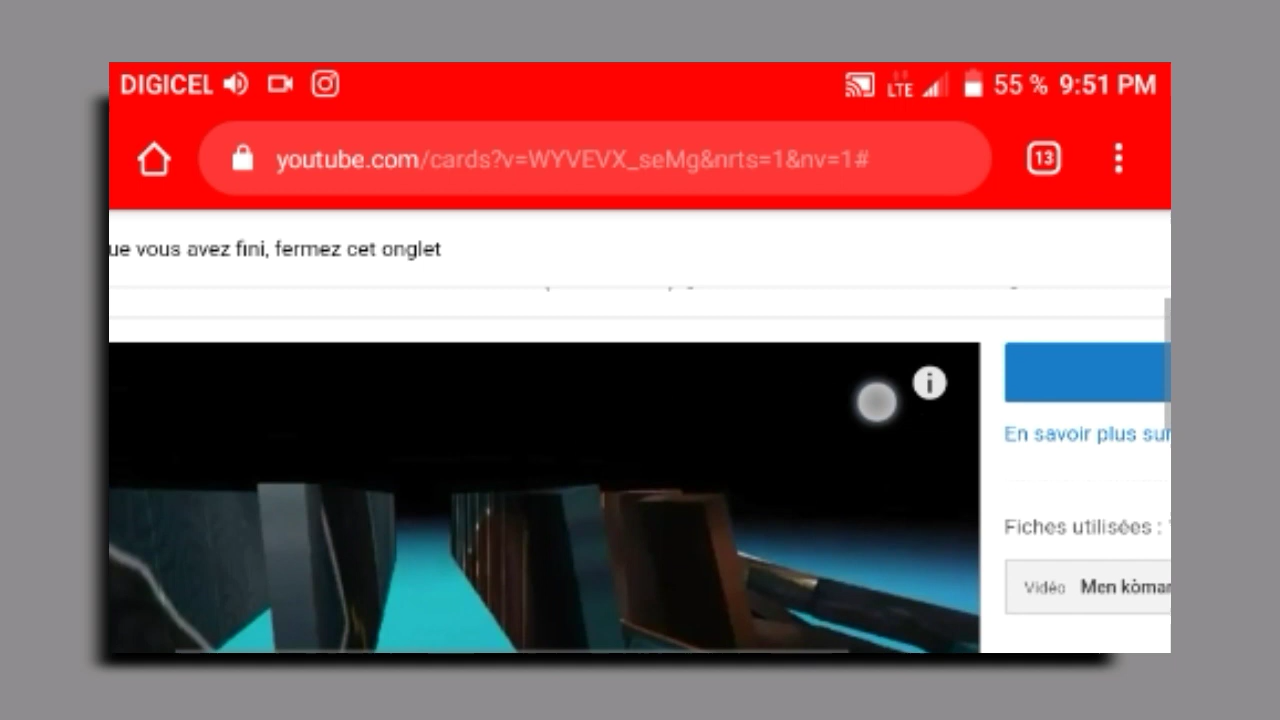 DIGICEL LTE 55 % 9:51 PM
youtube.com/cards?v=WYVEVX_seMg&nrts=1&nv=1# 13
ue vous avez fini, fermez cet onglet
i
En savoir plus sur
Fiches utilisées :
Vidéo Men kòmar